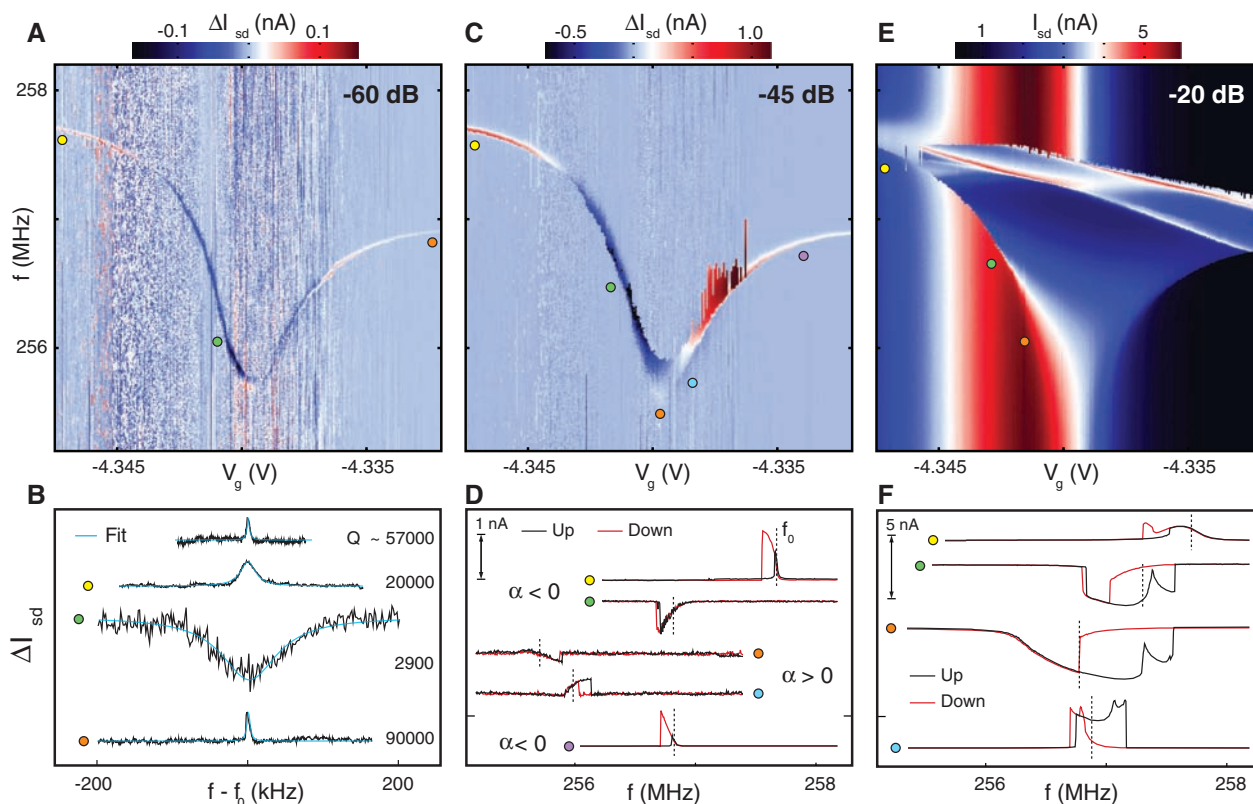 A
ΔI sd (nA)
-0.1 0.1
-60 dB
258
256
f (MHz)
-4.345 -4.335
V g (V)
C
ΔI sd (nA)
-0.5 1.0
-45 dB
-4.345 -4.335
V g (V)
E
I sd (nA)
1 5
-20 dB
-4.345 -4.335
V g (V)
B
Fit
Q ~ 57000
20000
2900
90000
ΔI sd
-200 200
f - f 0 (kHz)
D
1 nA
Up Down
f 0
α < 0
α > 0
α < 0
256 258
f (MHz)
F
5 nA
Up
Down
256 258
f (MHz)